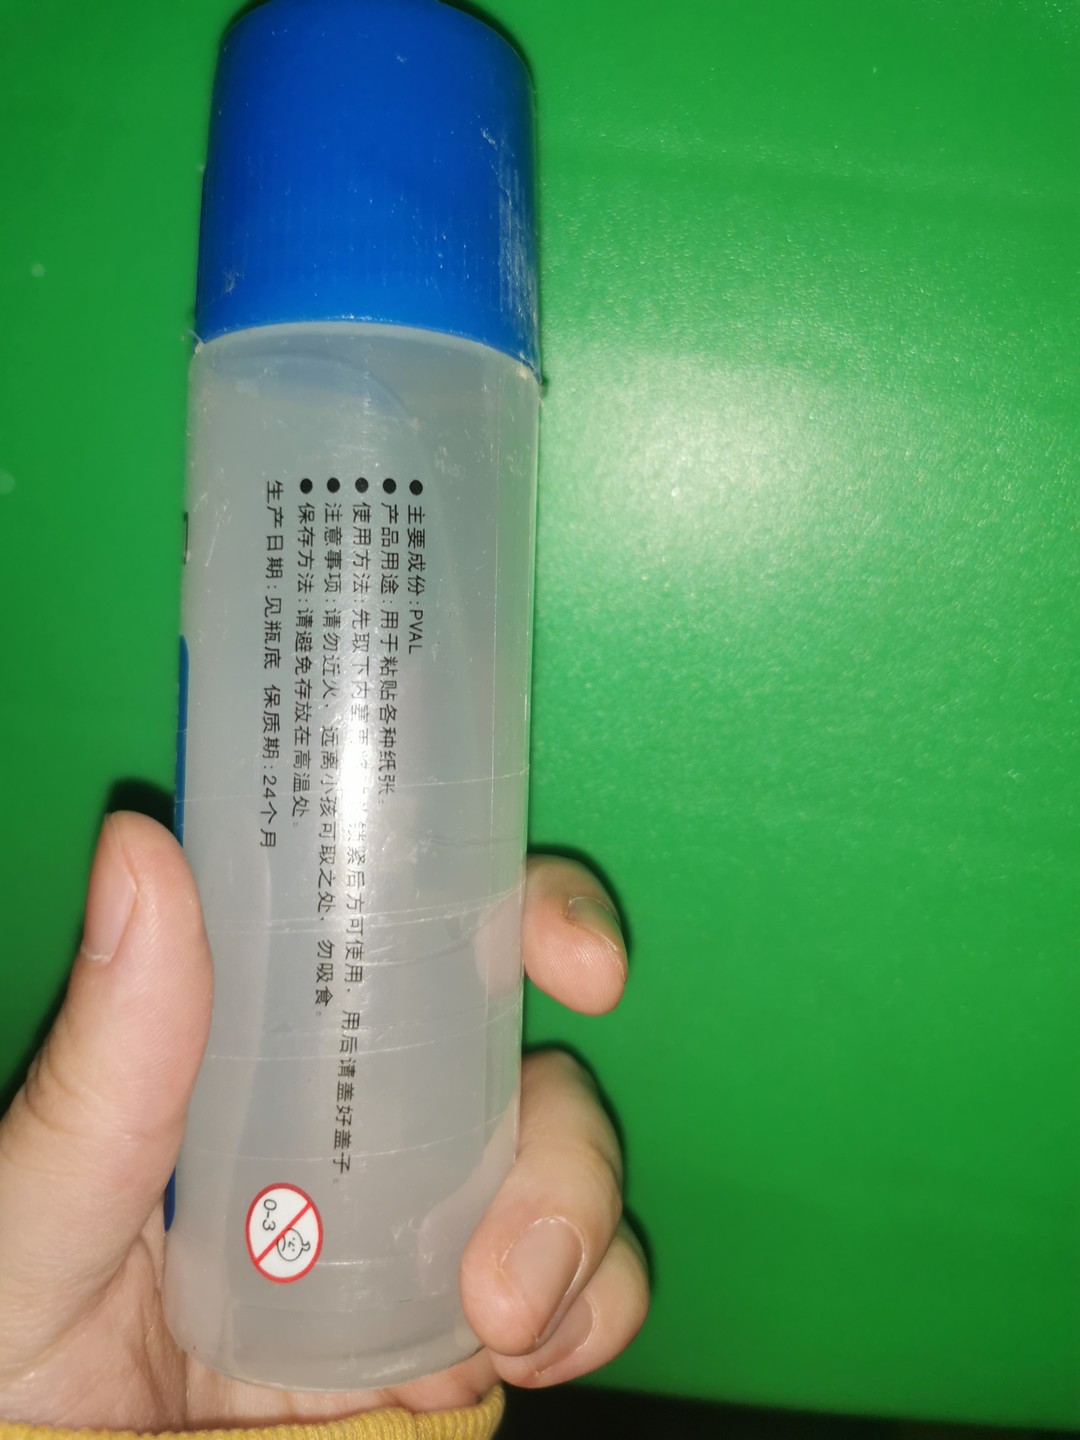 ●主要成份:PVAL
●产品用途:用于粘贴各种纸张。
●使用方法:先取下内塞 紧后方可使用，用后请盖好盖子。
●注意事项:请勿近火，远离小孩可取之处，勿吸食。
●保存方法:请避免存放在高温处。
生产日期:见瓶底 保质期:24个月
0-3